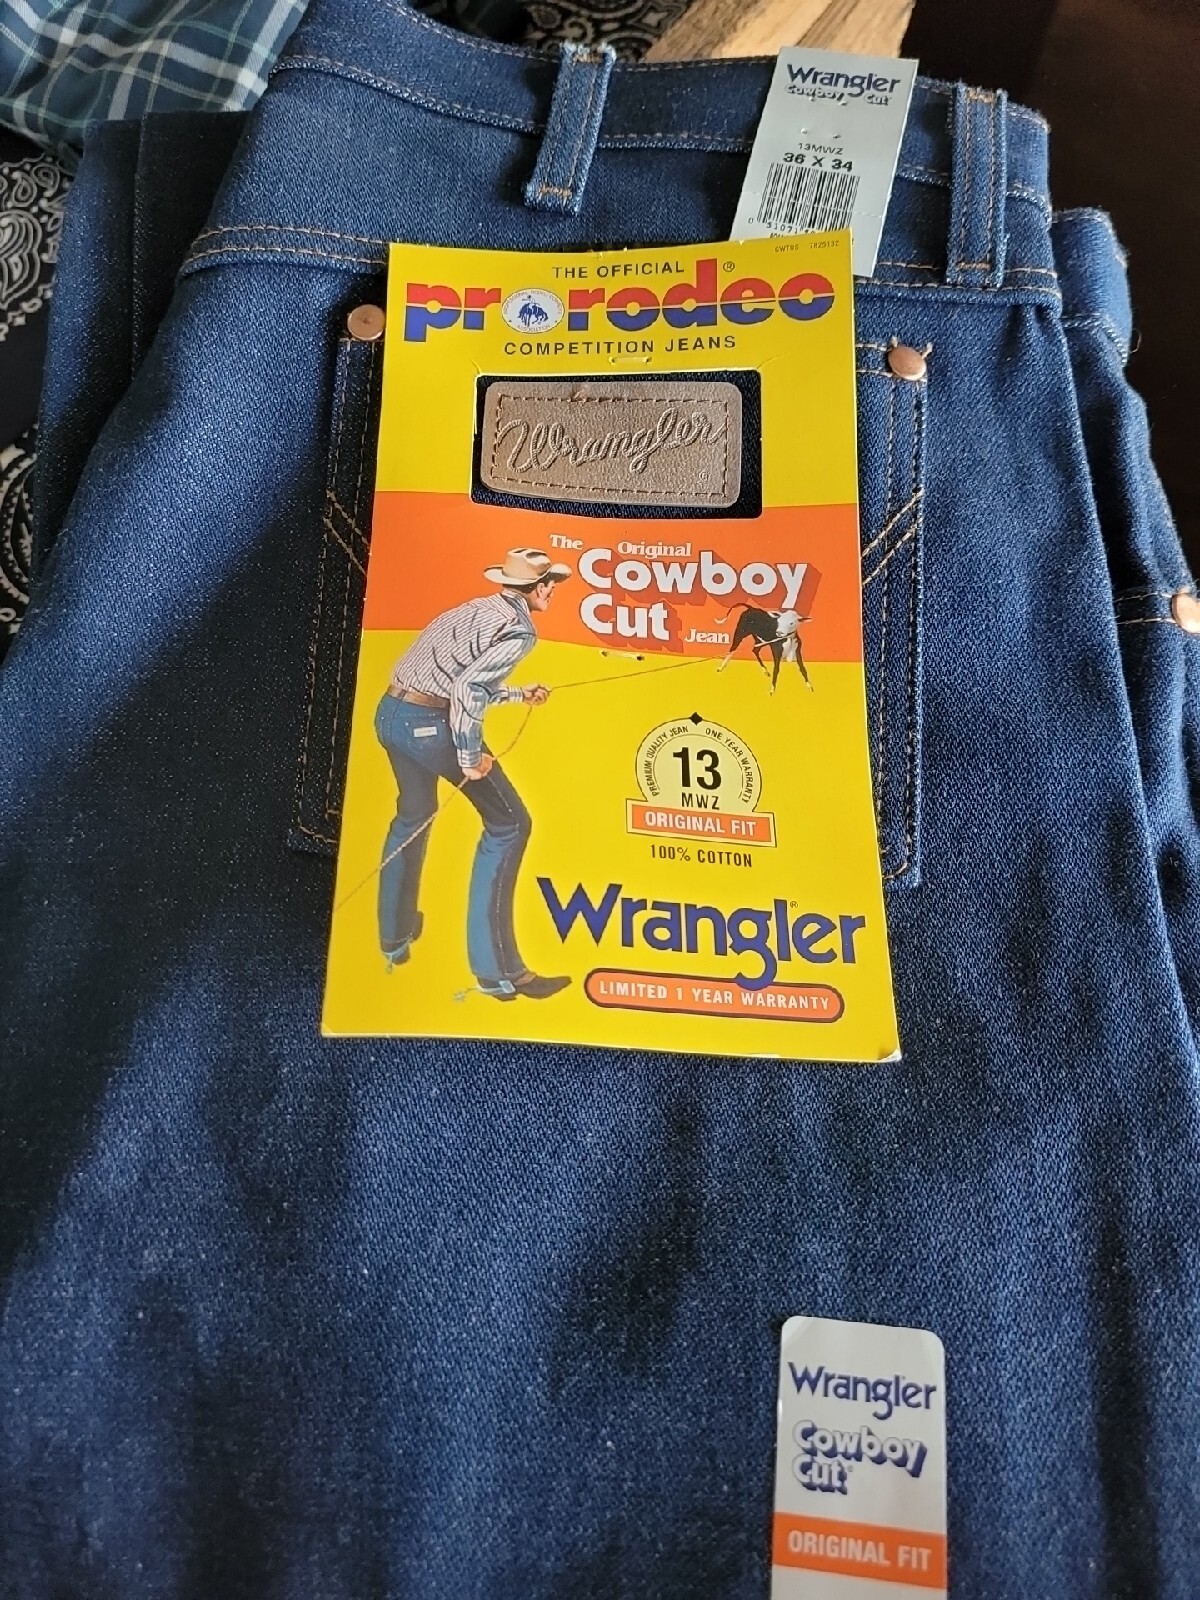 Wrangler
Cowboy Cut
13MWZ
36 X 34
THE OFFICIAL
prorodeo®
COMPETITION JEANS
Wrangler
®
The Original
Cowboy
Cut Jean
PREMIUM QUALITY JEAN ONE YEAR WARRANTY
13
MWZ
ORIGINAL FIT
100% COTTON
Wrangler®
LIMITED 1 YEAR WARRANTY
Wrangler
Cowboy
Cut
ORIGINAL FIT